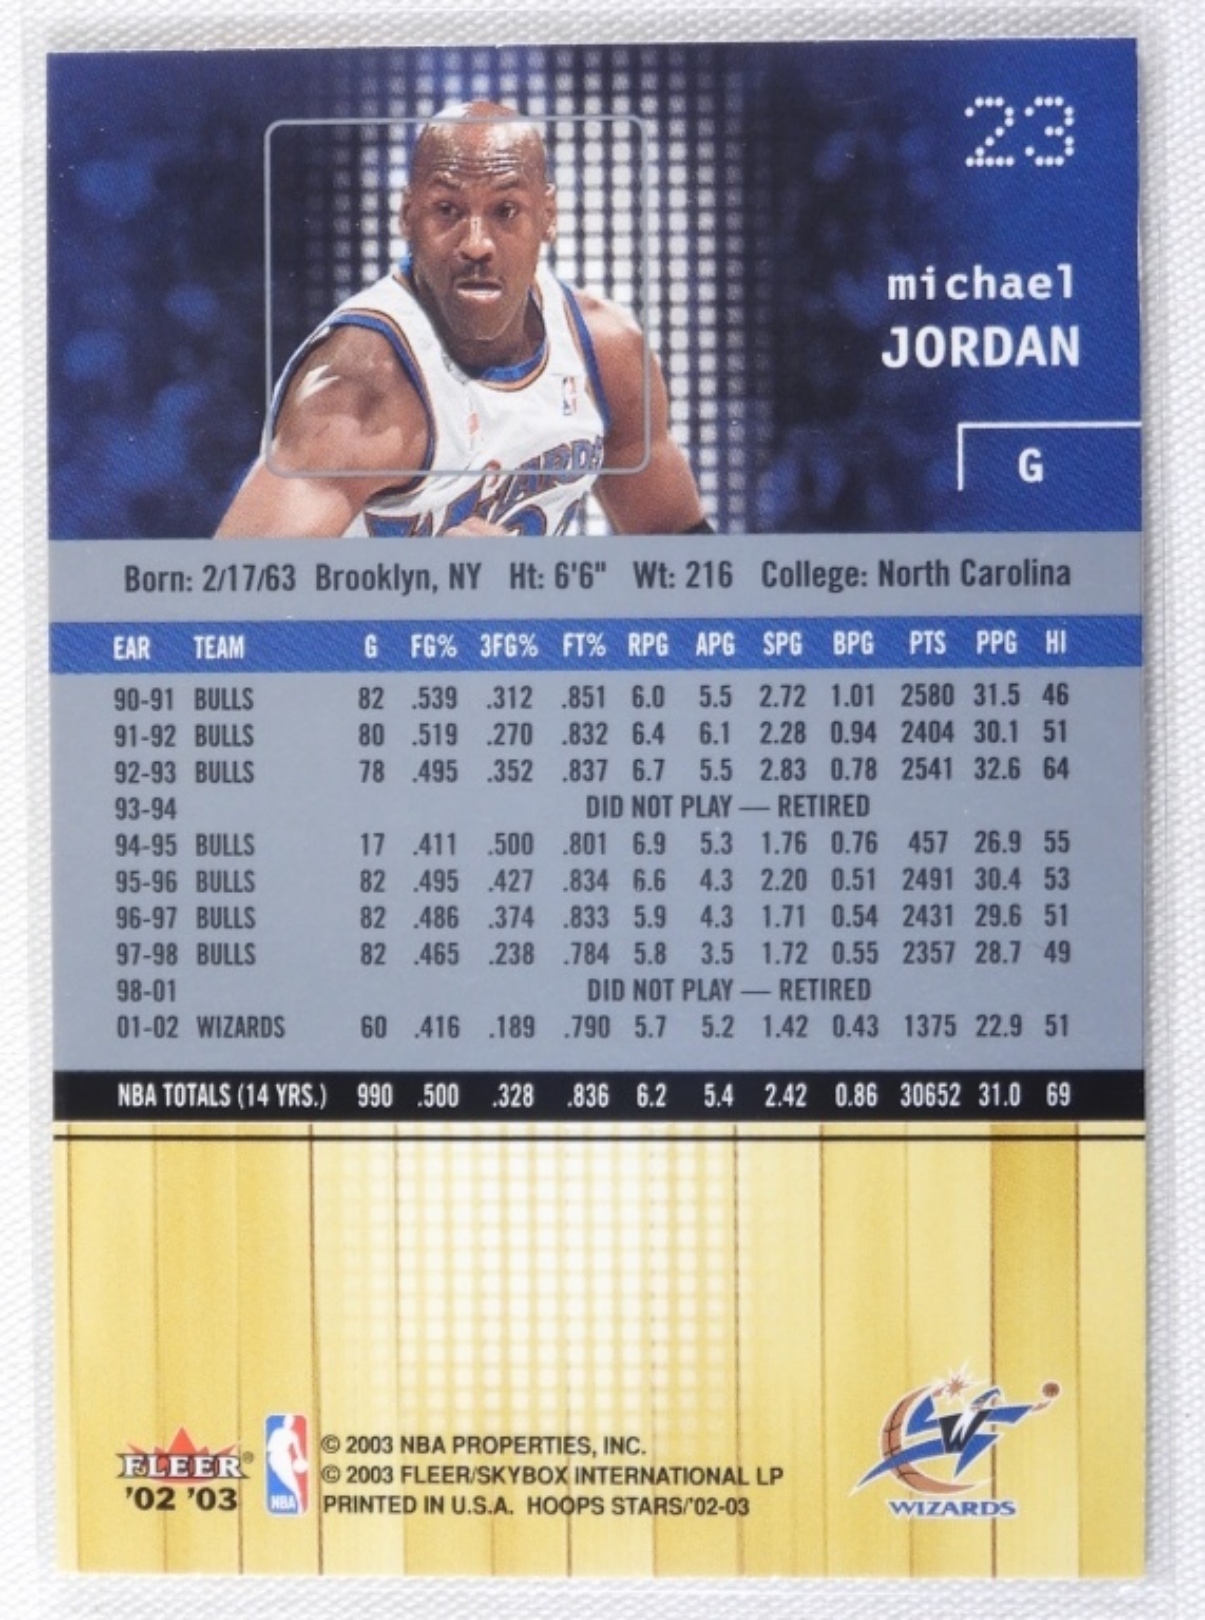 23
michael
JORDAN
G
Born: 2/17/63 Brooklyn, NY Ht: 6'6" Wt: 216 College: North Carolina
EAR TEAM G FG% 3FG% FT% RPG APG SPG BPG PTS PPG HI
90-91 BULLS 82 .539 .312 .851 6.0 5.5 2.72 1.01 2580 31.5 46
91-92 BULLS 80 .519 .270 .832 6.4 6.1 2.28 0.94 2404 30.1 51
92-93 BULLS 78 .495 .352 .837 6.7 5.5 2.83 0.78 2541 32.6 64
93-94 DID NOT PLAY — RETIRED
94-95 BULLS 17 .411 .500 .801 6.9 5.3 1.76 0.76 457 26.9 55
95-96 BULLS 82 .495 .427 .834 6.6 4.3 2.20 0.51 2491 30.4 53
96-97 BULLS 82 .486 .374 .833 5.9 4.3 1.71 0.54 2431 29.6 51
97-98 BULLS 82 .465 .238 .784 5.8 3.5 1.72 0.55 2357 28.7 49
98-01 DID NOT PLAY — RETIRED
01-02 WIZARDS 60 .416 .189 .790 5.7 5.2 1.42 0.43 1375 22.9 51
NBA TOTALS (14 YRS.) 990 .500 .328 .836 6.2 5.4 2.42 0.86 30652 31.0 69
FLEER®
'02 '03
NBA
© 2003 NBA PROPERTIES, INC.
© 2003 FLEER/SKYBOX INTERNATIONAL LP
PRINTED IN U.S.A. HOOPS STARS/'02-03
W
WIZARDS